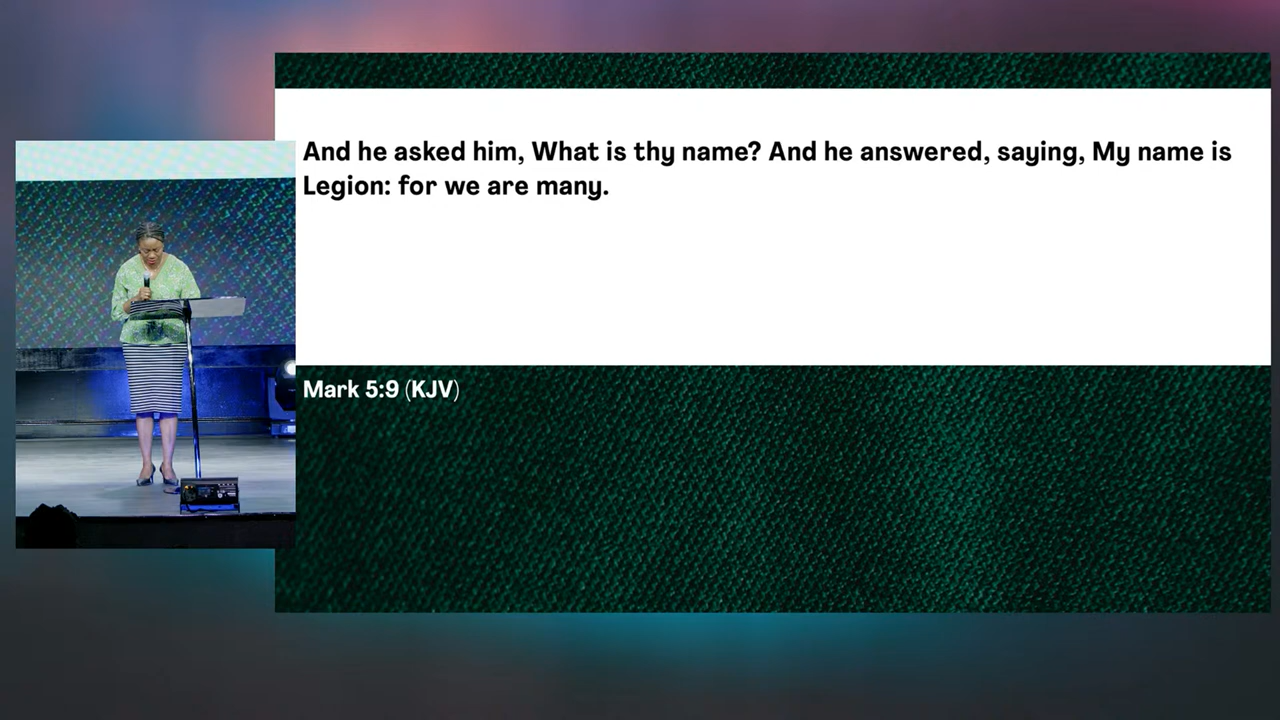 And he asked him, What is thy name? And he answered, saying, My name is
Legion: for we are many.
Mark 5:9 (KJV)